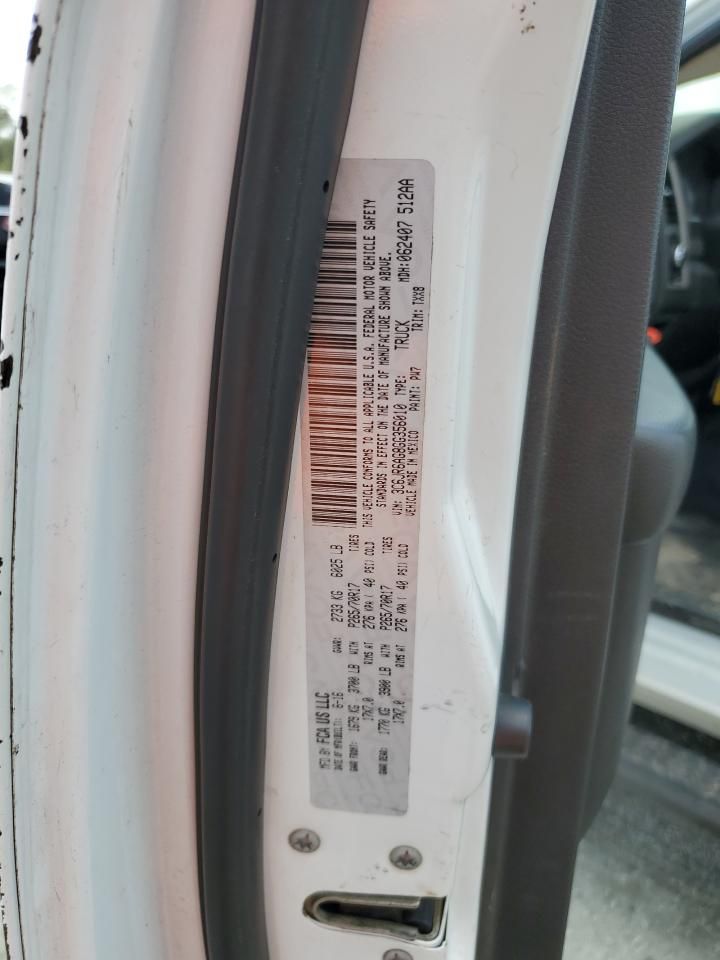 MFD BY FCA US LLC
DATE OF MFR: 6-16 GVWR: 2733 KG 6025 LB
GAWR FRONT: 1679 KG 3700 LB WITH P265/70R17 TIRES
17X7.0 RIMS AT 276 KPA ( 40 PSI) COLD
GAWR REAR: 1770 KG 3900 LB WITH P265/70R17 TIRES
17X7.0 RIMS AT 276 KPA ( 40 PSI) COLD
THIS VEHICLE CONFORMS TO ALL APPLICABLE U.S.A. FEDERAL MOTOR VEHICLE SAFETY
STANDARDS IN EFFECT ON THE DATE OF MANUFACTURE SHOWN ABOVE.
VIN: 3C6JR6AG8GG356010 TYPE: TRUCK MDH: 062407 512AA
VEHICLE MADE IN MEXICO PAINT: PW7 TRIM: TXX8